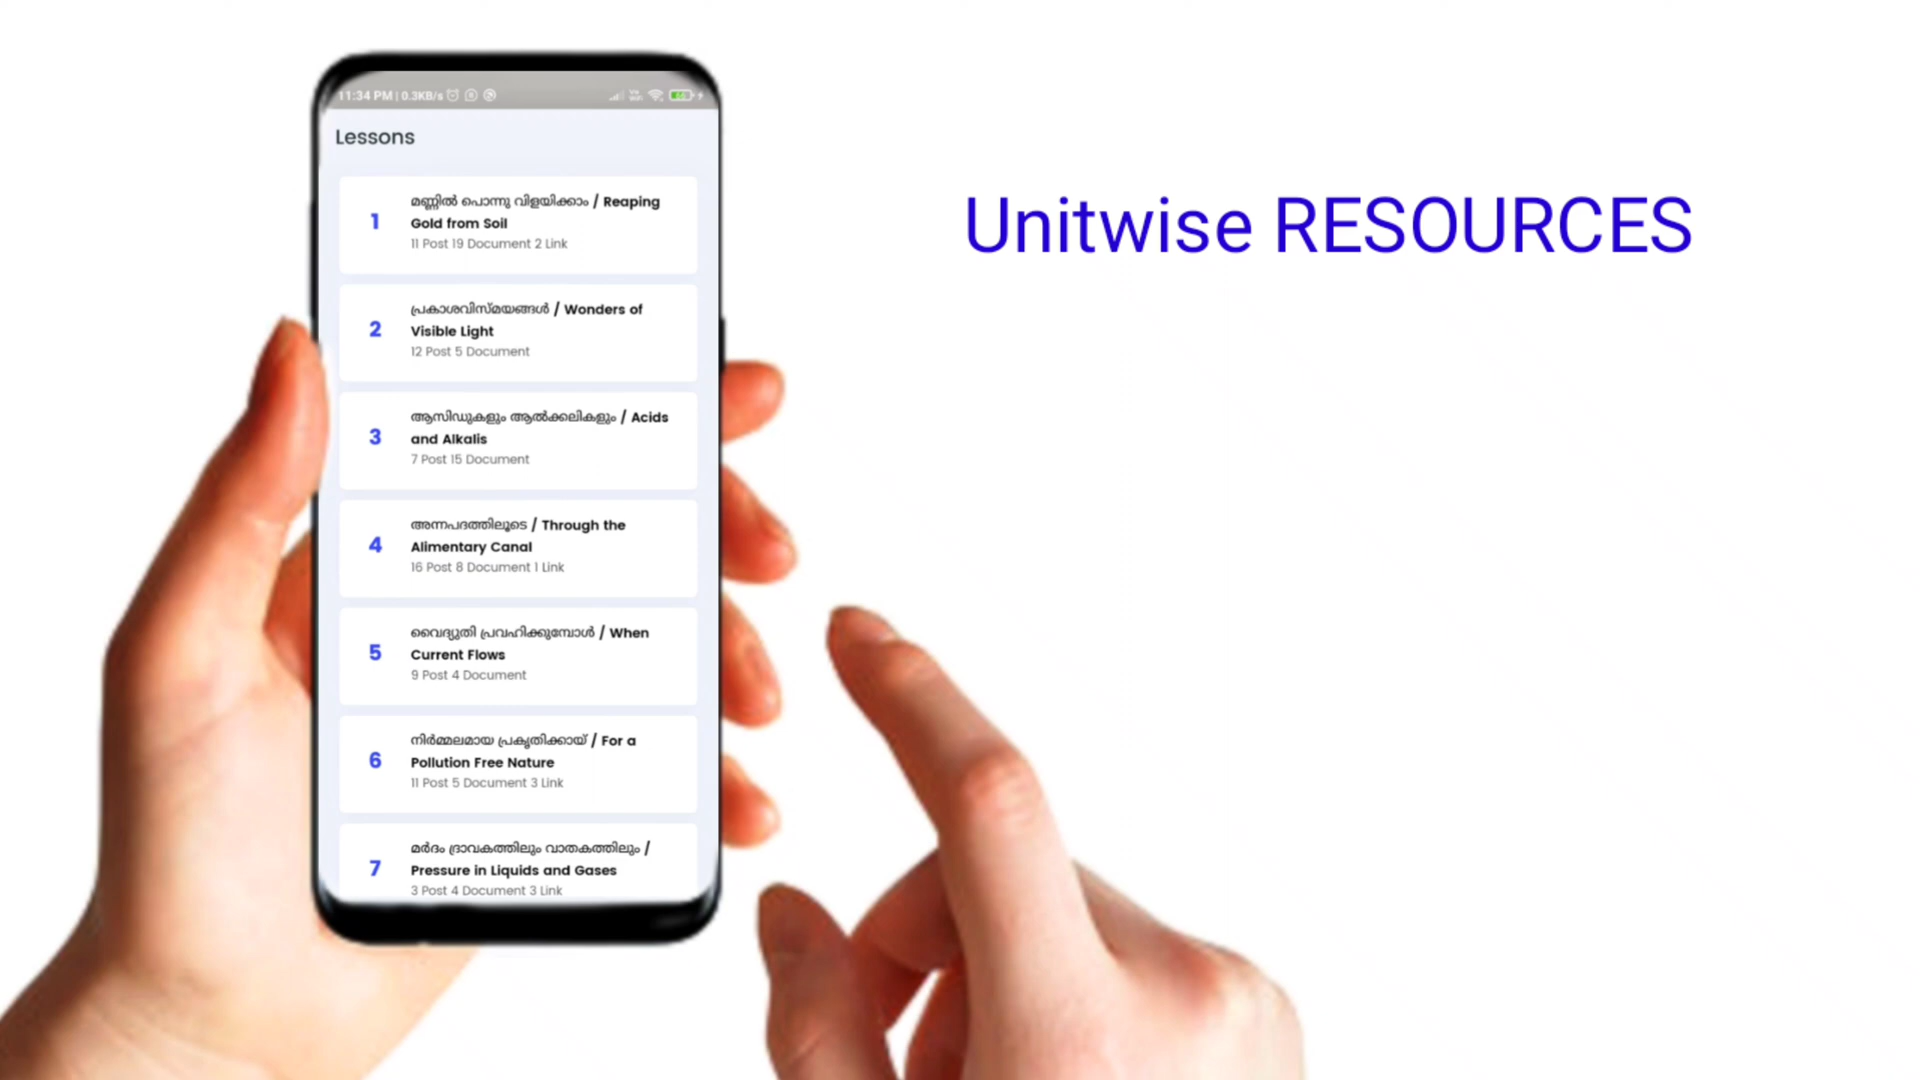 11:34 PM | 0.3KB/s
Lessons
Unitwise RESOURCES
1
മണ്ണിൽ പൊന്നു വിളയിക്കാം / Reaping
Gold from Soil
11 Post 19 Document 2 Link
2
പ്രകാശവിസ്മയങ്ങൾ / Wonders of
Visible Light
12 Post 5 Document
3
ആസിഡുകളും ആൽക്കലികളും / Acids
and Alkalis
7 Post 15 Document
4
അന്നപഥത്തിലൂടെ / Through the
Alimentary Canal
16 Post 8 Document 1 Link
5
വൈദ്യുതി പ്രവഹിക്കുമ്പോൾ / When
Current Flows
9 Post 4 Document
6
നിർമ്മലമായ പ്രകൃതിക്കായ് / For a
Pollution Free Nature
11 Post 5 Document 3 Link
7
മർദം ദ്രാവകത്തിലും വാതകത്തിലും /
Pressure in Liquids and Gases
3 Post 4 Document 3 Link